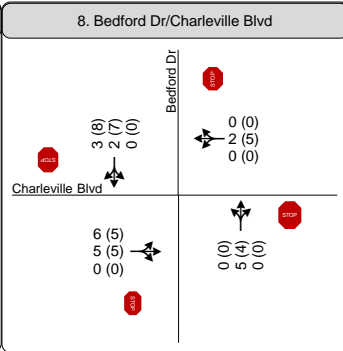 8. Bedford Dr/Charleville Blvd
Bedford Dr
STOP
3 (8)
2 (7)
0 (0)
0 (0)
2 (5)
0 (0)
STOP
Charleville Blvd
STOP
6 (5)
5 (5)
0 (0)
0 (0)
5 (4)
0 (0)
STOP